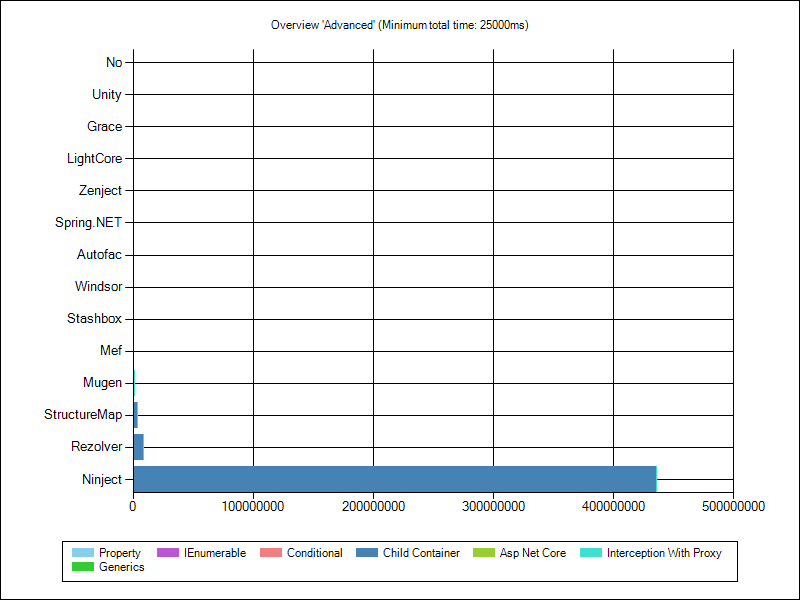 Overview 'Advanced' (Minimum total time: 25000ms)
No
Unity
Grace
LightCore
Zenject
Spring.NET
Autofac
Windsor
Stashbox
Mef
Mugen
StructureMap
Rezolver
Ninject
0 100000000 200000000 300000000 400000000 500000000
Property IEnumerable Conditional Child Container Asp Net Core Interception With Proxy
Generics